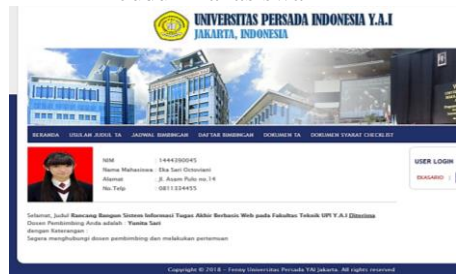 UNIVERSITAS PERSADA INDONESIA Y.A.I
JAKARTA, INDONESIA
BERANDA USULAN JUDUL TA JADWAL BIMBINGAN DAFTAR BIMBINGAN DOKUMEN TA DOKUMEN SYARAT CHECKLIST
NIM : 1444390045
Nama Mahasiswa : Eka Sari Octaviani
Alamat : Jl. Asam Pulo no.14
No.Telp : 0811324455
USER LOGIN
EKASARIO |
Selamat, Judul Rancang Bangun Sistem Informasi Tugas Akhir Berbasis Web pada Fakultas Teknik UPI Y.A.I Diterima
Dosen Pembimbing Anda adalah : Yunita Sari
dengan Keterangan :
Segera menghubungi dosen pembimbing dan melakukan pertemuan
Copyright © 2018 - Fenny Universitas Persada YAI Jakarta. All rights reserved